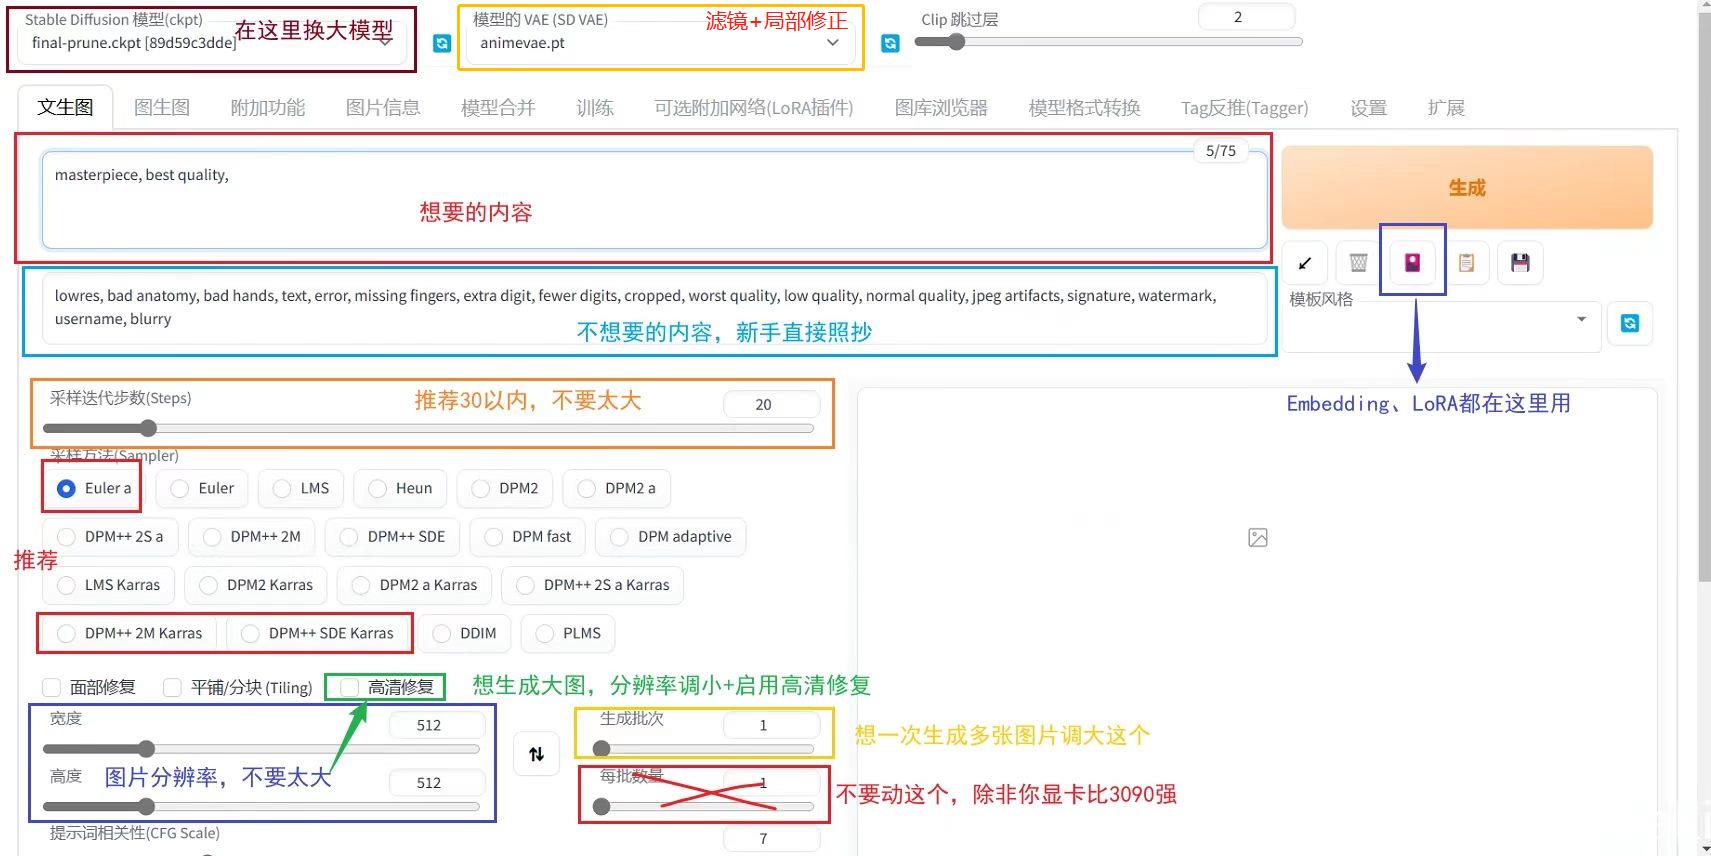 Stable Diffusion 模型(ckpt)
final-prune.ckpt [89d59c3dde]
在这里换大模型
模型的 VAE (SD VAE)
滤镜+局部修正
animevae.pt
Clip 跳过层
2
文生图 图生图 附加功能 图片信息 模型合并 训练 可选附加网络(LoRA插件) 图库浏览器 模型格式转换 Tag反推(Tagger) 设置 扩展
5/75
masterpiece, best quality,
想要的内容
生成
lowres, bad anatomy, bad hands, text, error, missing fingers, extra digit, fewer digits, cropped, worst quality, low quality, normal quality, jpeg artifacts, signature, watermark,
username, blurry
不想要的内容，新手直接照抄
模板风格
Embedding、LoRA都在这里用
采样迭代步数(Steps)
推荐30以内，不要太大
20
采样方法(Sampler)
Euler a Euler LMS Heun DPM2 DPM2 a
DPM++ 2S a DPM++ 2M DPM++ SDE DPM fast DPM adaptive
推荐
LMS Karras DPM2 Karras DPM2 a Karras DPM++ 2S a Karras
DPM++ 2M Karras DPM++ SDE Karras DDIM PLMS
面部修复 平铺/分块 (Tiling) 高清修复
想生成大图，分辨率调小+启用高清修复
宽度
512
生成批次
1
想一次生成多张图片调大这个
高度
512
图片分辨率，不要太大
每批数量
1
不要动这个，除非你显卡比3090强
提示词相关性(CFG Scale)
7